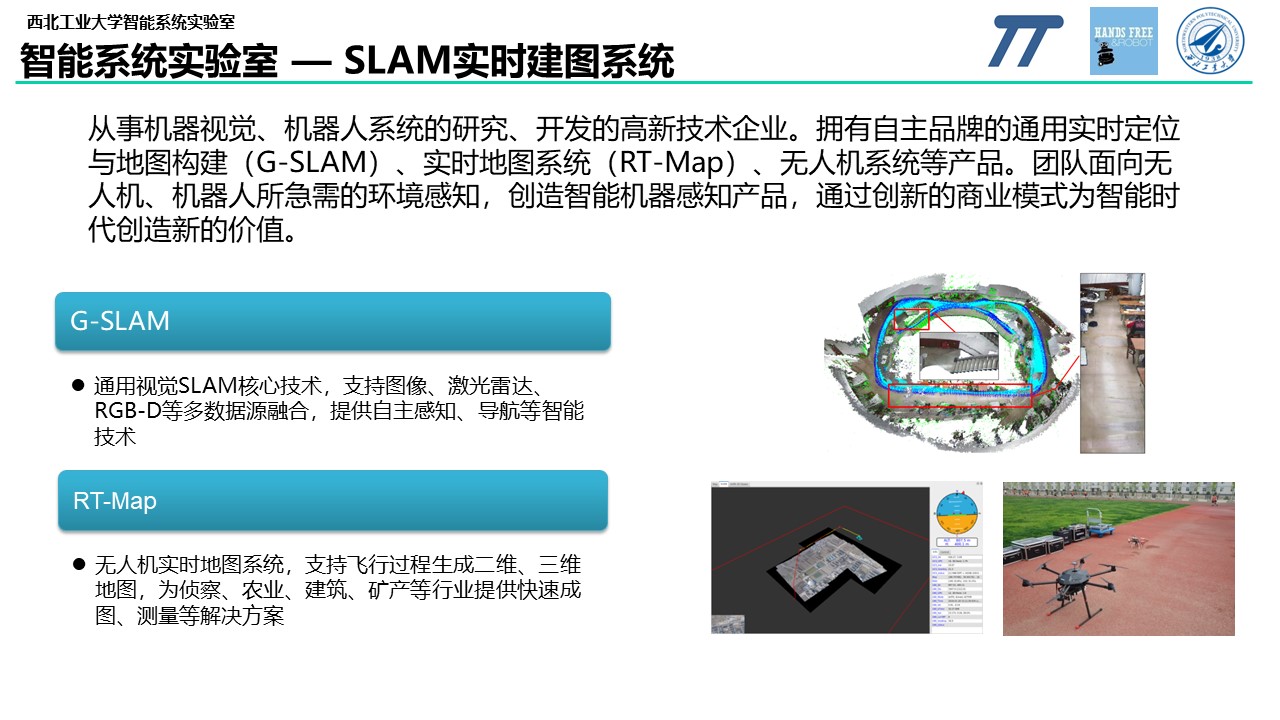 西北工业大学智能系统实验室
智能系统实验室 — SLAM实时建图系统
HANDS FREE
&ROBOT
从事机器视觉、机器人系统的研究、开发的高新技术企业。拥有自主品牌的通用实时定位
与地图构建（G-SLAM）、实时地图系统（RT-Map）、无人机系统等产品。团队面向无
人机、机器人所急需的环境感知，创造智能机器感知产品，通过创新的商业模式为智能时
代创造新的价值。
G-SLAM
● 通用视觉SLAM核心技术，支持图像、激光雷达、
RGB-D等多数据源融合，提供自主感知、导航等智能
技术
RT-Map
● 无人机实时地图系统，支持飞行过程生成二维、三维
地图，为侦察、农业、建筑、矿产等行业提供快速成
图、测量等解决方案